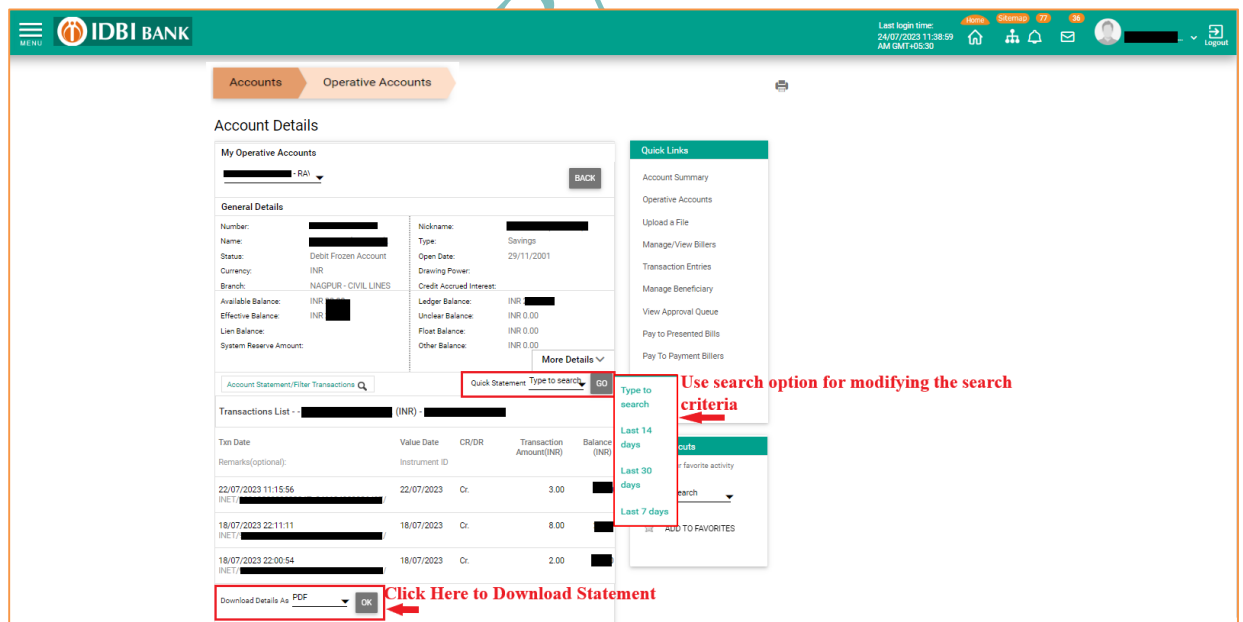 MENU
IDBI BANK
Last login time:
24/07/2023 11:38:59
AM GMT+05:30
Home
Sitemap
77
36
Logout
Accounts
Operative Accounts
Account Details
My Operative Accounts
- RA
BACK
General Details
Number:
Nickname:
Name:
Type: Savings
Status: Debit Frozen Account
Open Date: 29/11/2001
Currency: INR
Drawing Power:
Branch: NAGPUR - CIVIL LINES
Credit Accrued Interest:
Available Balance: INR
Ledger Balance: INR
Effective Balance: INR
Unclear Balance: INR 0.00
Lien Balance:
Float Balance: INR 0.00
System Reserve Amount:
Other Balance: INR 0.00
More Details
Account Statement/Filter Transactions
Quick Statement Type to search GO
Transactions List - - (INR) -
Txn Date Value Date CR/DR Transaction Amount(INR) Balance (INR)
Remarks(optional): Instrument ID
22/07/2023 11:15:56 22/07/2023 Cr. 3.00
INET/ /
18/07/2023 22:11:11 18/07/2023 Cr. 8.00
INET/ /
18/07/2023 22:00:54 18/07/2023 Cr. 2.00
INET/ /
Download Details As PDF OK
Click Here to Download Statement
Quick Links
Account Summary
Operative Accounts
Upload a File
Manage/View Billers
Transaction Entries
Manage Beneficiary
View Approval Queue
Pay to Presented Bills
Pay To Payment Billers
Type to
search
Last 14
days
Last 30
days
Last 7 days
Use search option for modifying the search
criteria
favorite activity
ADD TO FAVORITES